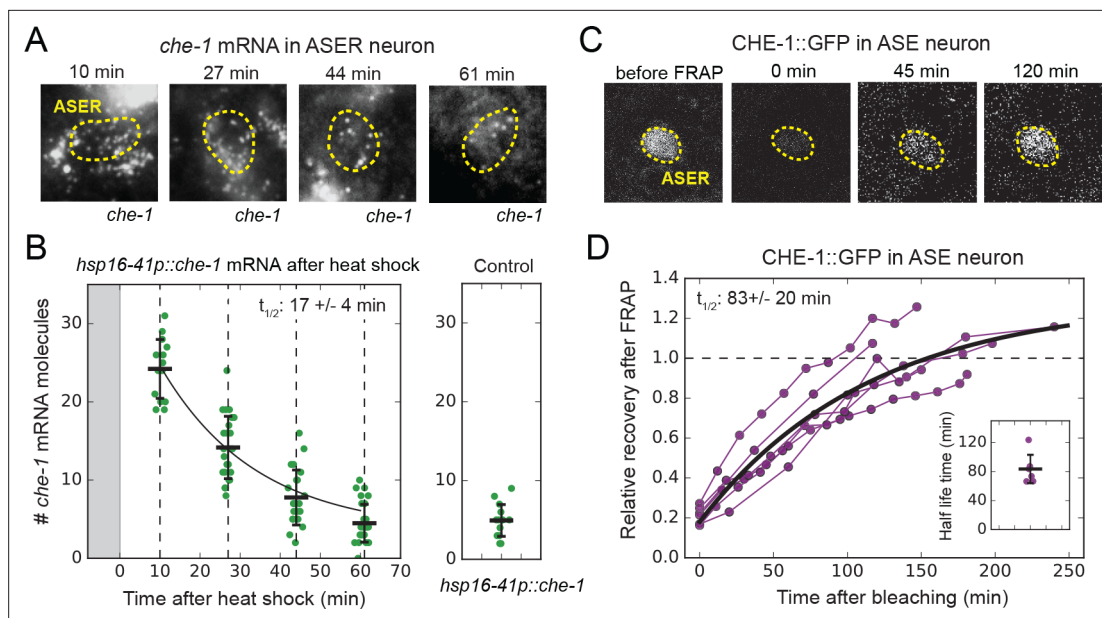 A
che-1 mRNA in ASER neuron
10 min 27 min 44 min 61 min
ASER
che-1 che-1 che-1 che-1
B
hsp16-41p::che-1 mRNA after heat shock
t1/2: 17 +/- 4 min
# che-1 mRNA molecules
30
20
10
0
0 10 20 30 40 50 60 70
Time after heat shock (min)
Control
30
20
10
0
hsp16-41p::che-1
C
CHE-1::GFP in ASE neuron
before FRAP 0 min 45 min 120 min
ASER
D
CHE-1::GFP in ASE neuron
t1/2: 83+/- 20 min
Relative recovery after FRAP
1.4
1.2
1.0
0.8
0.6
0.4
0.2
0.0
0 50 100 150 200 250
Time after bleaching (min)
Half life time (min)
120
80
40
0